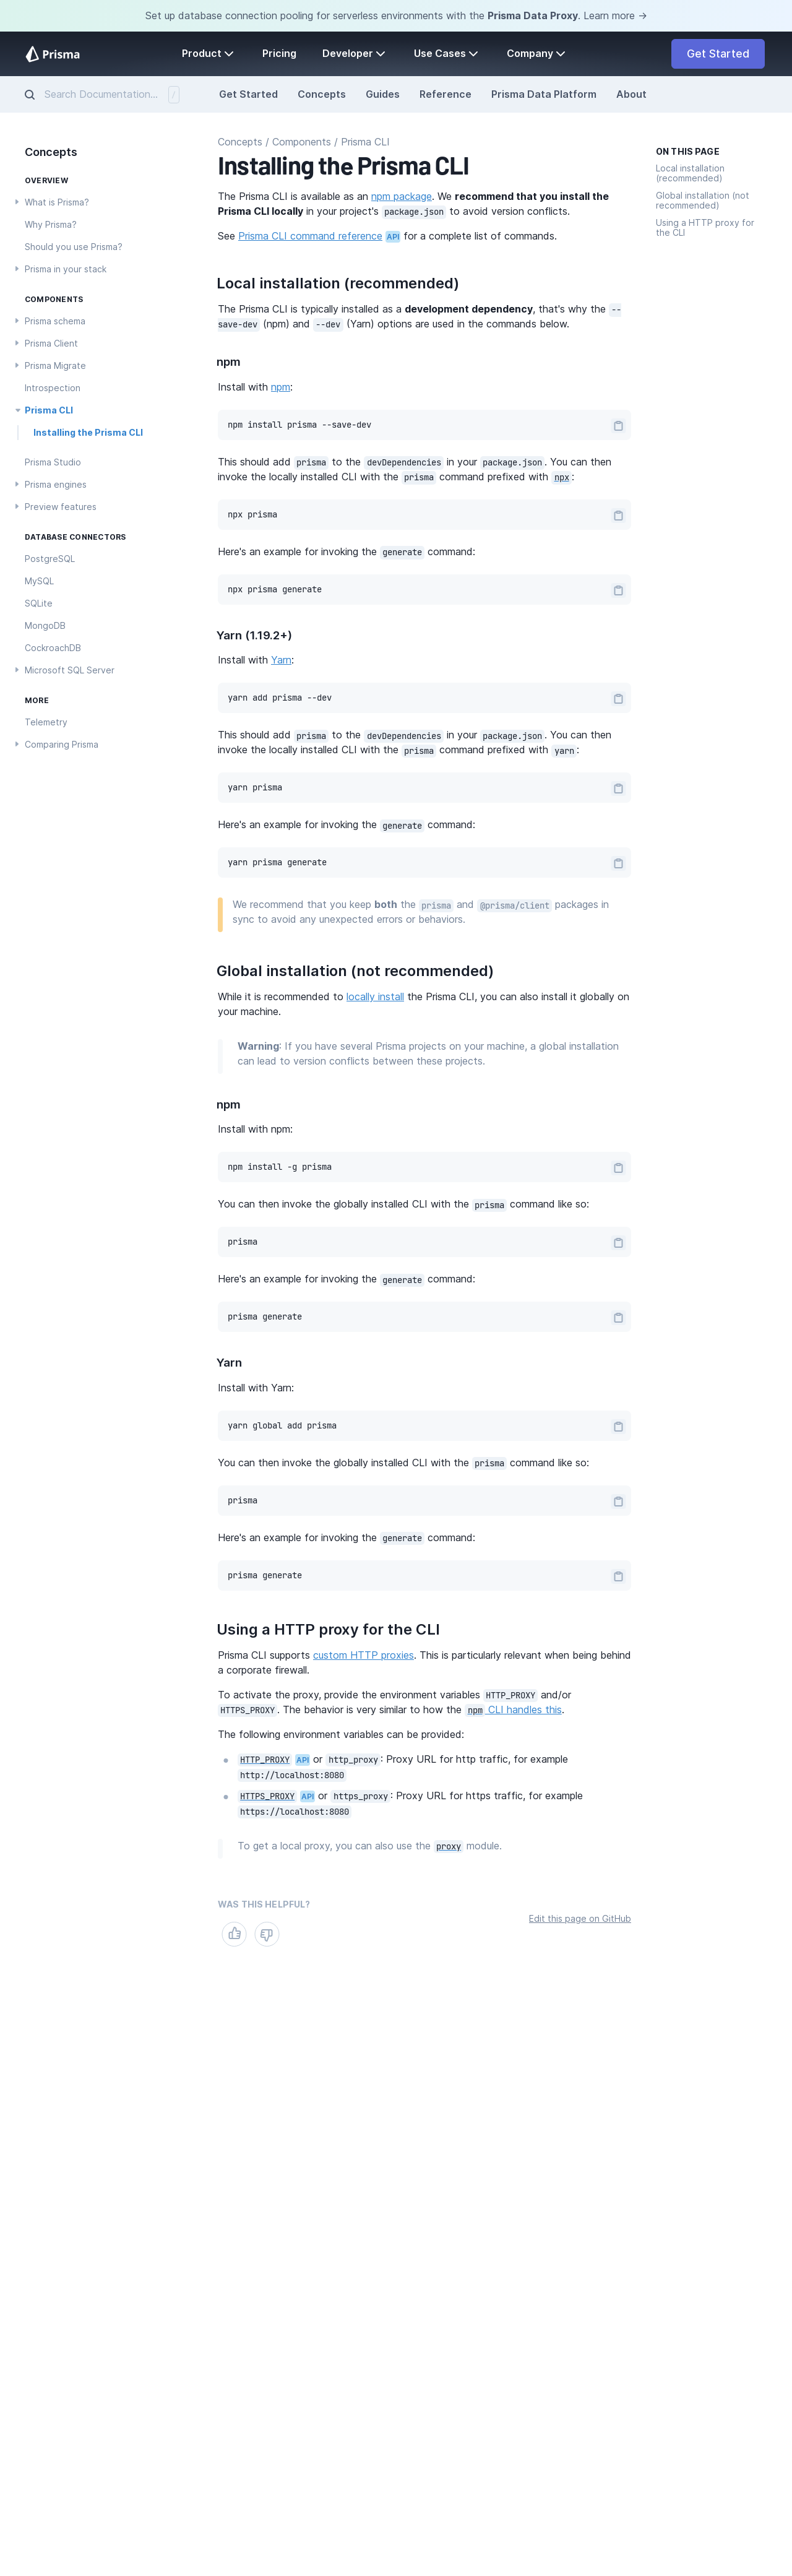 Set up database connection pooling for serverless environments with the Prisma Data Proxy. Learn more →
Prisma
Product
Pricing
Developer
Use Cases
Company
Get Started
Search Documentation...
/
Get Started
Concepts
Guides
Reference
Prisma Data Platform
About
Concepts
OVERVIEW
What is Prisma?
Why Prisma?
Should you use Prisma?
Prisma in your stack
COMPONENTS
Prisma schema
Prisma Client
Prisma Migrate
Introspection
Prisma CLI
Installing the Prisma CLI
Prisma Studio
Prisma engines
Preview features
DATABASE CONNECTORS
PostgreSQL
MySQL
SQLite
MongoDB
CockroachDB
Microsoft SQL Server
MORE
Telemetry
Comparing Prisma
Concepts / Components / Prisma CLI
Installing the Prisma CLI
The Prisma CLI is available as an npm package. We recommend that you install the
Prisma CLI locally in your project's package.json to avoid version conflicts.
See Prisma CLI command reference API for a complete list of commands.
Local installation (recommended)
The Prisma CLI is typically installed as a development dependency, that's why the --
save-dev (npm) and --dev (Yarn) options are used in the commands below.
npm
Install with npm:
npm install prisma --save-dev
This should add prisma to the devDependencies in your package.json. You can then
invoke the locally installed CLI with the prisma command prefixed with npx:
npx prisma
Here's an example for invoking the generate command:
npx prisma generate
Yarn (1.19.2+)
Install with Yarn:
yarn add prisma --dev
This should add prisma to the devDependencies in your package.json. You can then
invoke the locally installed CLI with the prisma command prefixed with yarn:
yarn prisma
Here's an example for invoking the generate command:
yarn prisma generate
We recommend that you keep both the prisma and @prisma/client packages in
sync to avoid any unexpected errors or behaviors.
Global installation (not recommended)
While it is recommended to locally install the Prisma CLI, you can also install it globally on
your machine.
Warning: If you have several Prisma projects on your machine, a global installation
can lead to version conflicts between these projects.
npm
Install with npm:
npm install -g prisma
You can then invoke the globally installed CLI with the prisma command like so:
prisma
Here's an example for invoking the generate command:
prisma generate
Yarn
Install with Yarn:
yarn global add prisma
You can then invoke the globally installed CLI with the prisma command like so:
prisma
Here's an example for invoking the generate command:
prisma generate
Using a HTTP proxy for the CLI
Prisma CLI supports custom HTTP proxies. This is particularly relevant when being behind
a corporate firewall.
To activate the proxy, provide the environment variables HTTP_PROXY and/or
HTTPS_PROXY. The behavior is very similar to how the npm CLI handles this.
The following environment variables can be provided:
HTTP_PROXY API or http_proxy: Proxy URL for http traffic, for example
http://localhost:8080
HTTPS_PROXY API or https_proxy: Proxy URL for https traffic, for example
https://localhost:8080
To get a local proxy, you can also use the proxy module.
WAS THIS HELPFUL?
Edit this page on GitHub
ON THIS PAGE
Local installation
(recommended)
Global installation (not
recommended)
Using a HTTP proxy for
the CLI